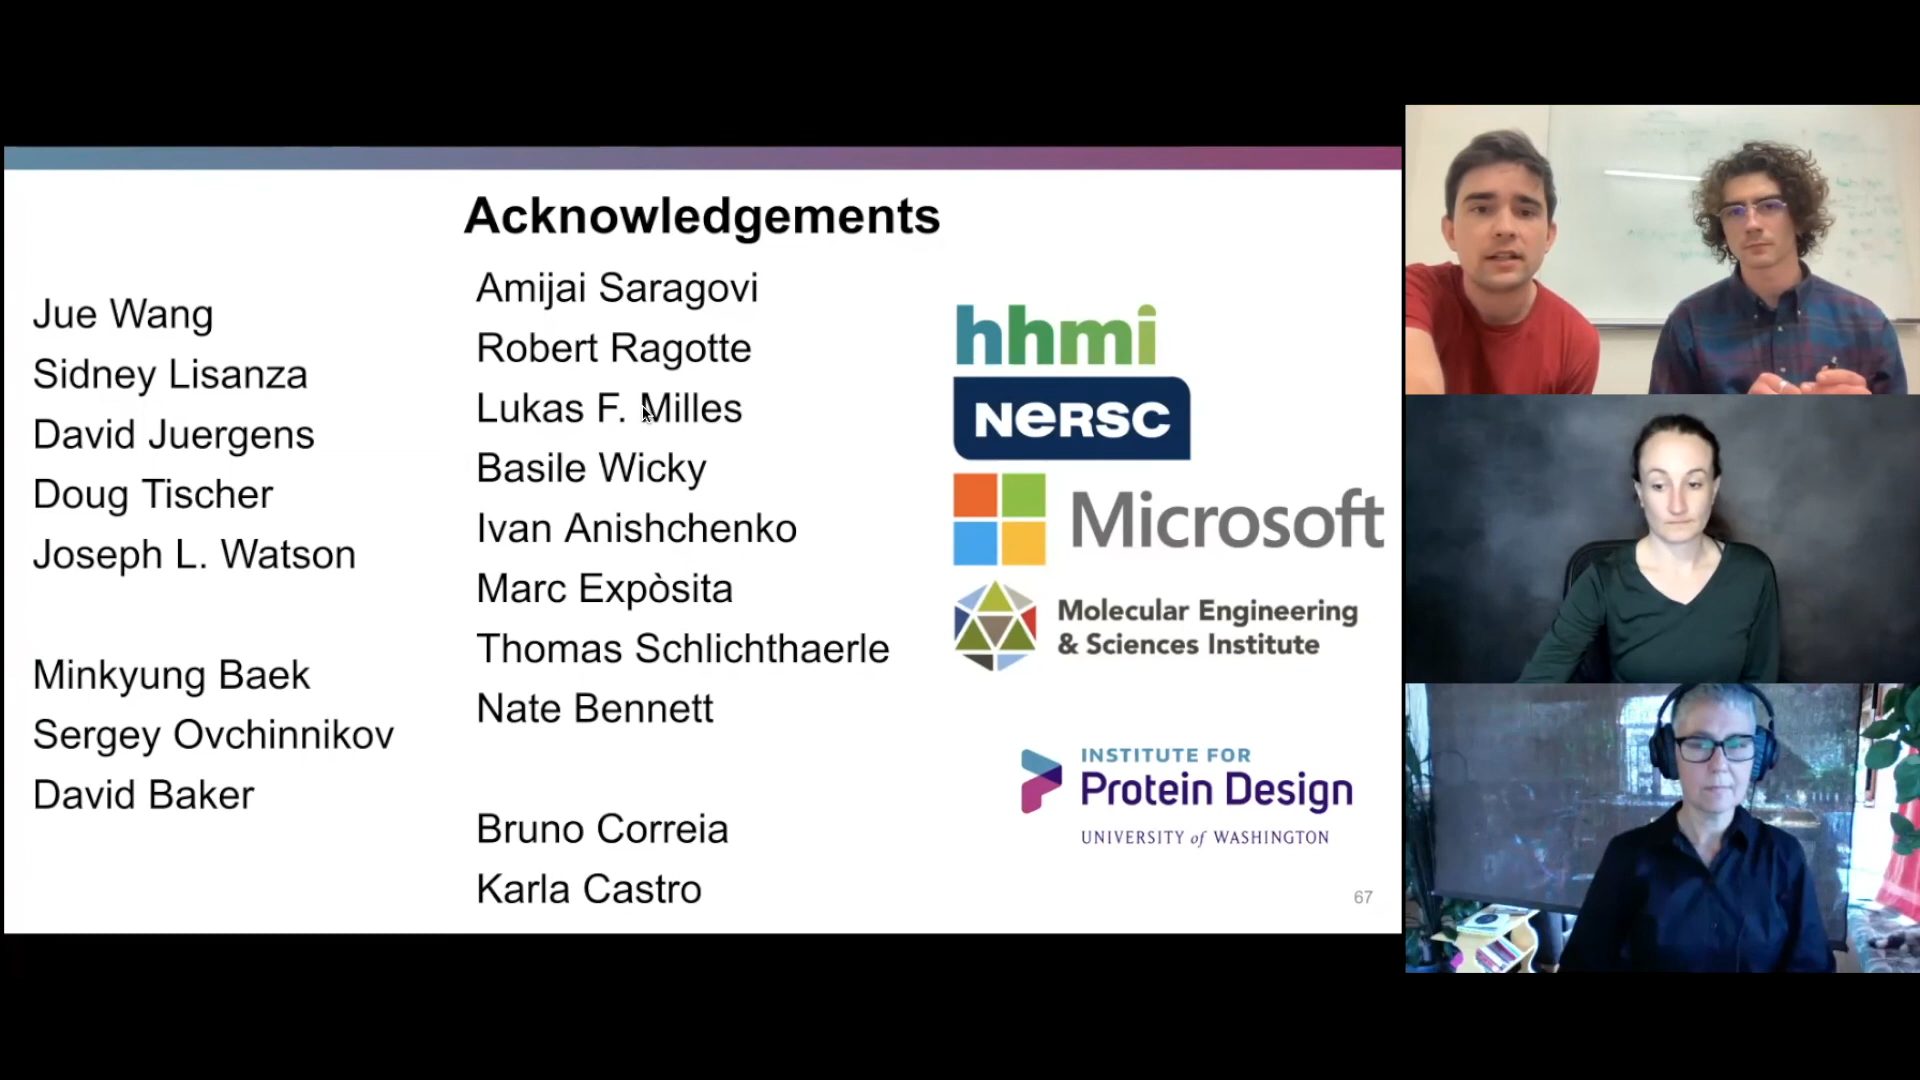 Acknowledgements
Jue Wang
Sidney Lisanza
David Juergens
Doug Tischer
Joseph L. Watson
Minkyung Baek
Sergey Ovchinnikov
David Baker
Amijai Saragovi
Robert Ragotte
Lukas F. Milles
Basile Wicky
Ivan Anishchenko
Marc Expòsita
Thomas Schlichthaerle
Nate Bennett
Bruno Correia
Karla Castro
hhmi
NERSC
Microsoft
Molecular Engineering
& Sciences Institute
INSTITUTE FOR
Protein Design
UNIVERSITY of WASHINGTON
67